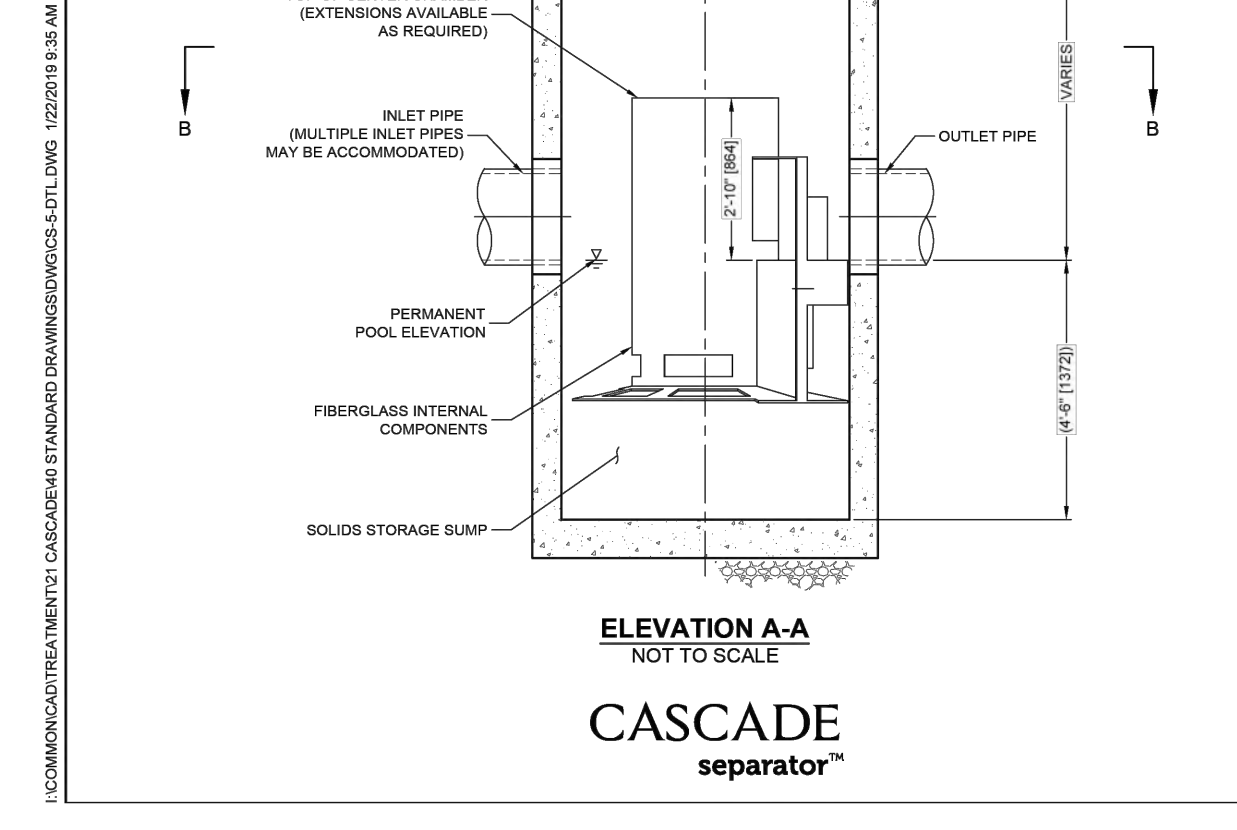 (EXTENSIONS AVAILABLE
AS REQUIRED)
VARIES
B
B
INLET PIPE
(MULTIPLE INLET PIPES
MAY BE ACCOMMODATED)
OUTLET PIPE
2'-10" [864]
PERMANENT
POOL ELEVATION
(4'-6" [1372])
FIBERGLASS INTERNAL
COMPONENTS
SOLIDS STORAGE SUMP
ELEVATION A-A
NOT TO SCALE
CASCADE
separator™
I:\COMMON\CAD\TREATMENT\21 CASCADE\40 STANDARD DRAWINGS\DWG\CS-5-DTL.DWG 1/22/2019 9:35 AM